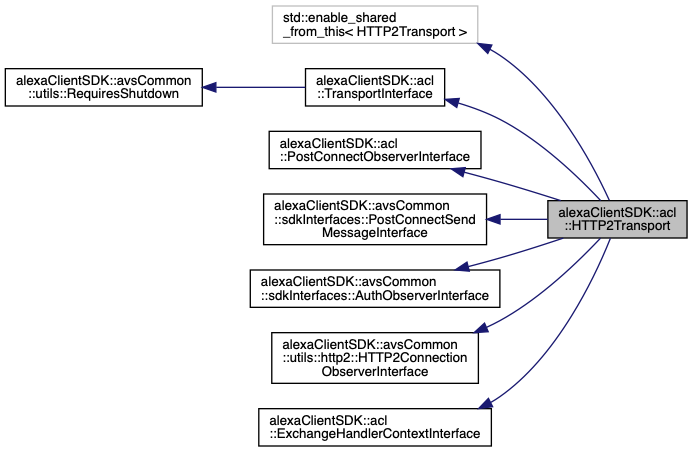 std::enable_shared
_from_this< HTTP2Transport >
alexaClientSDK::avsCommon
::utils::RequiresShutdown
alexaClientSDK::acl
::TransportInterface
alexaClientSDK::acl
::PostConnectObserverInterface
alexaClientSDK::avsCommon
::sdkInterfaces::PostConnectSend
MessageInterface
alexaClientSDK::acl
::HTTP2Transport
alexaClientSDK::avsCommon
::sdkInterfaces::AuthObserverInterface
alexaClientSDK::avsCommon
::utils::http2::HTTP2Connection
ObserverInterface
alexaClientSDK::acl
::ExchangeHandlerContextInterface